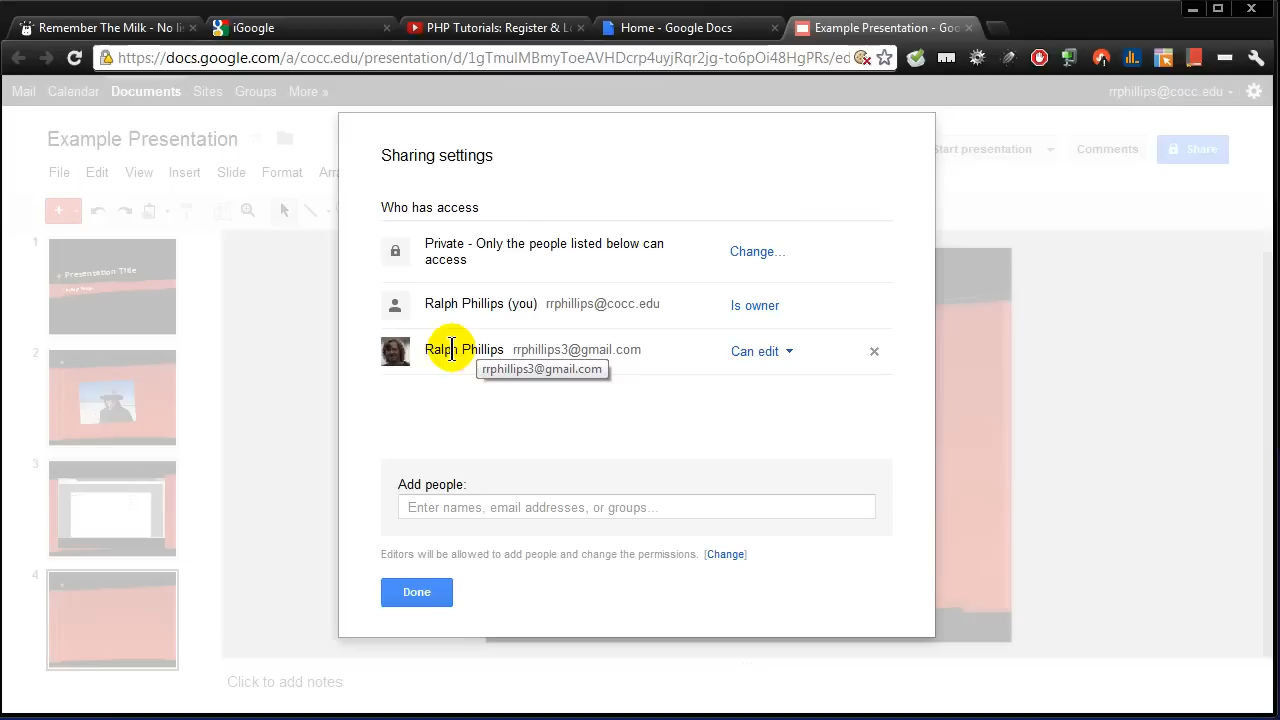 Remember The Milk - No li
iGoogle
PHP Tutorials: Register & L
Home - Google Docs
Example Presentation - Goo
https://docs.google.com/a/cocc.edu/presentation/d/1gTmulMBmyToeAVHDcrp4uyjRqr2jg-to6pOi48HgPRs/ed
Mail Calendar Documents Sites Groups More »
rrphillips@cocc.edu
Example Presentation
Start presentation
Comments
Share
File Edit View Insert Slide Format Arra
Sharing settings
Who has access
Private - Only the people listed below can
access
Change…
Ralph Phillips (you) rrphillips@cocc.edu
Is owner
Ralph Phillips rrphillips3@gmail.com
Can edit
rrphillips3@gmail.com
Add people:
Enter names, email addresses, or groups…
Editors will be allowed to add people and change the permissions. [Change]
Done
1
Presentation Title
2
3
4
Click to add notes